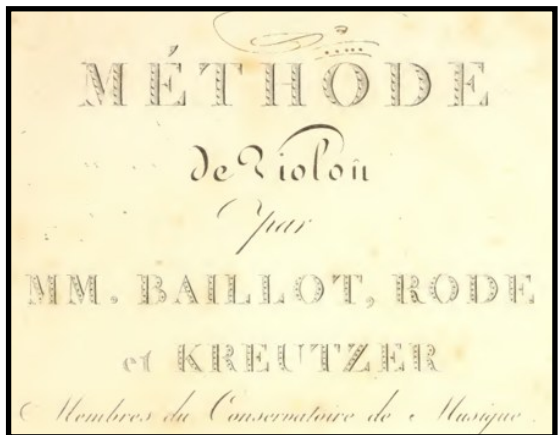 MÉTHODE
de Violon
par
MM. BAILLOT, RODE
et KREUTZER
Membres du Conservatoire de Musique